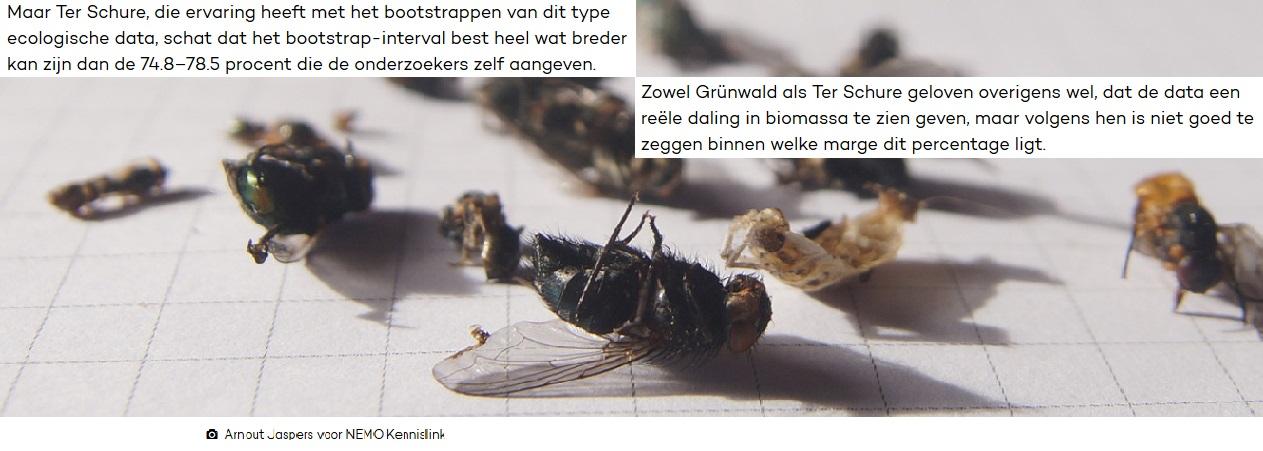 Maar Ter Schure, die ervaring heeft met het bootstrappen van dit type
ecologische data, schat dat het bootstrap-interval best heel wat breder
kan zijn dan de 74.8–78.5 procent die de onderzoekers zelf aangeven.
Zowel Grünwald als Ter Schure geloven overigens wel, dat de data een
reële daling in biomassa te zien geven, maar volgens hen is niet goed te
zeggen binnen welke marge dit percentage ligt.
Arnout Jaspers voor NEMO Kennislink